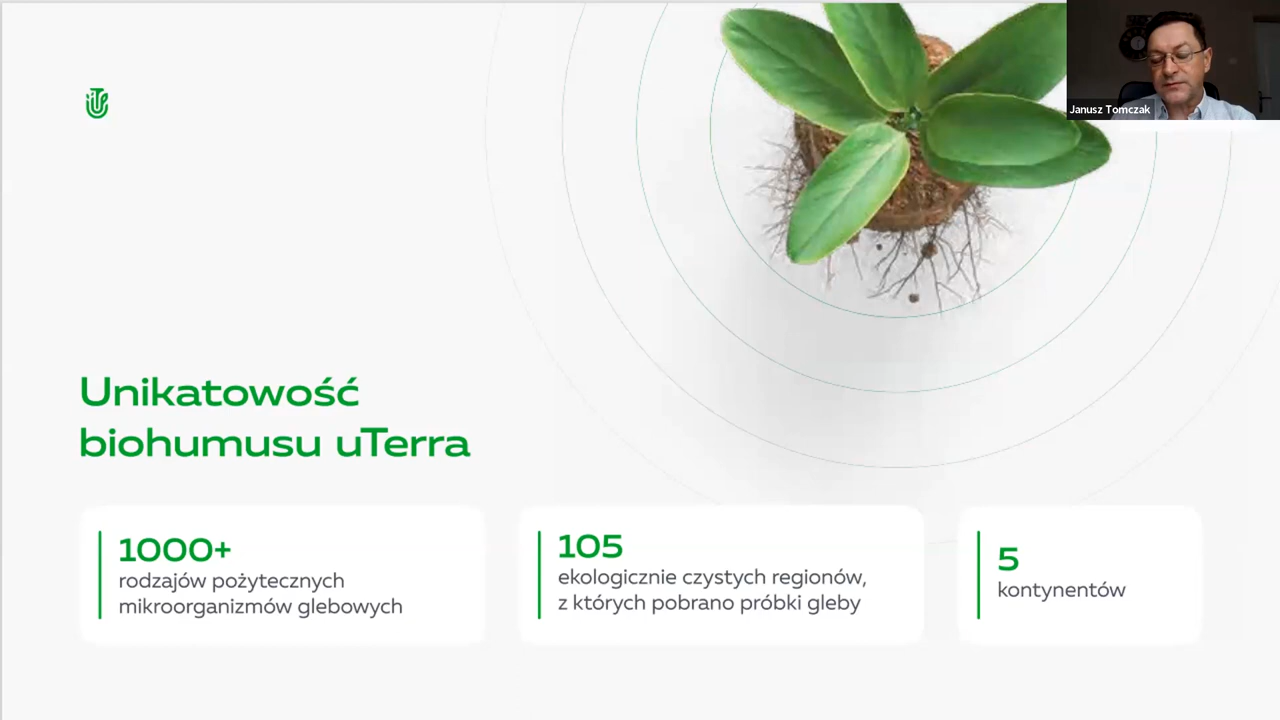 Janusz Tomczak
Unikatowość
biohumusu uTerra
1000+
rodzajów pożytecznych
mikroorganizmów glebowych
105
ekologicznie czystych regionów,
z których pobrano próbki gleby
5
kontynentów